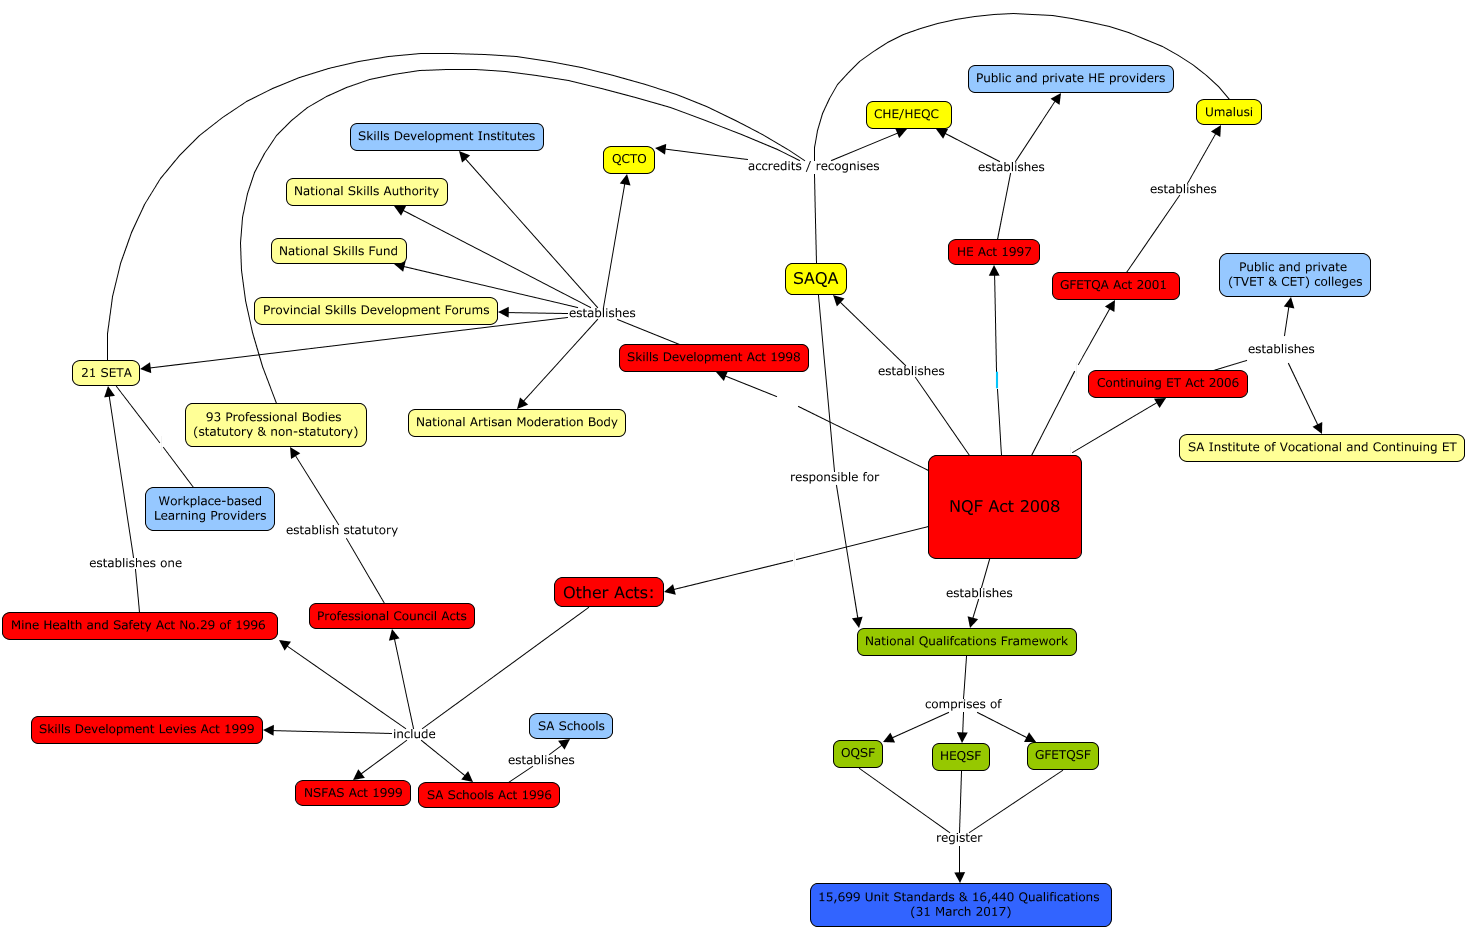 Public and private HE providers
CHE/HEQC
Umalusi
Skills Development Institutes
QCTO
accredits / recognises
establishes
National Skills Authority
establishes
National Skills Fund
HE Act 1997
SAQA
GFETQA Act 2001
Public and private
(TVET & CET) colleges
Provincial Skills Development Forums
establishes
establishes
Skills Development Act 1998
21 SETA
establishes
Continuing ET Act 2006
93 Professional Bodies
(statutory & non-statutory)
National Artisan Moderation Body
SA Institute of Vocational and Continuing ET
responsible for
Workplace-based
Learning Providers
NQF Act 2008
establish statutory
establishes one
Other Acts:
establishes
Mine Health and Safety Act No.29 of 1996
Professional Council Acts
National Qualifcations Framework
comprises of
Skills Development Levies Act 1999
include
SA Schools
establishes
OQSF
HEQSF
GFETQSF
NSFAS Act 1999
SA Schools Act 1996
register
15,699 Unit Standards & 16,440 Qualifications
(31 March 2017)